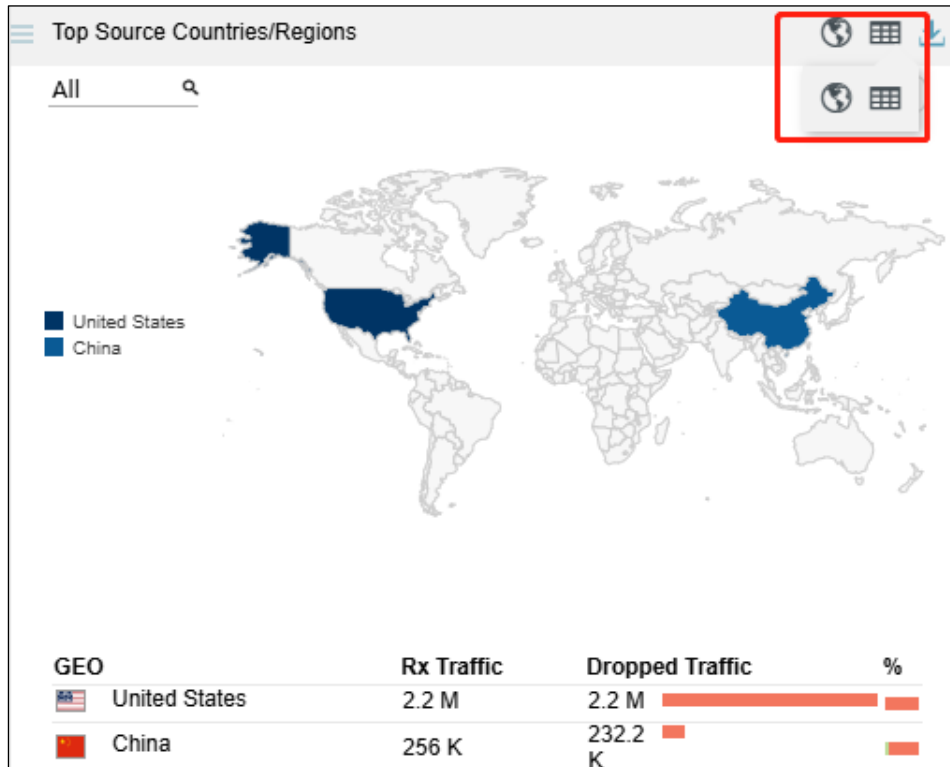 Top Source Countries/Regions
All
United States
China
GEO Rx Traffic Dropped Traffic %
United States 2.2 M 2.2 M
China 256 K 232.2
K